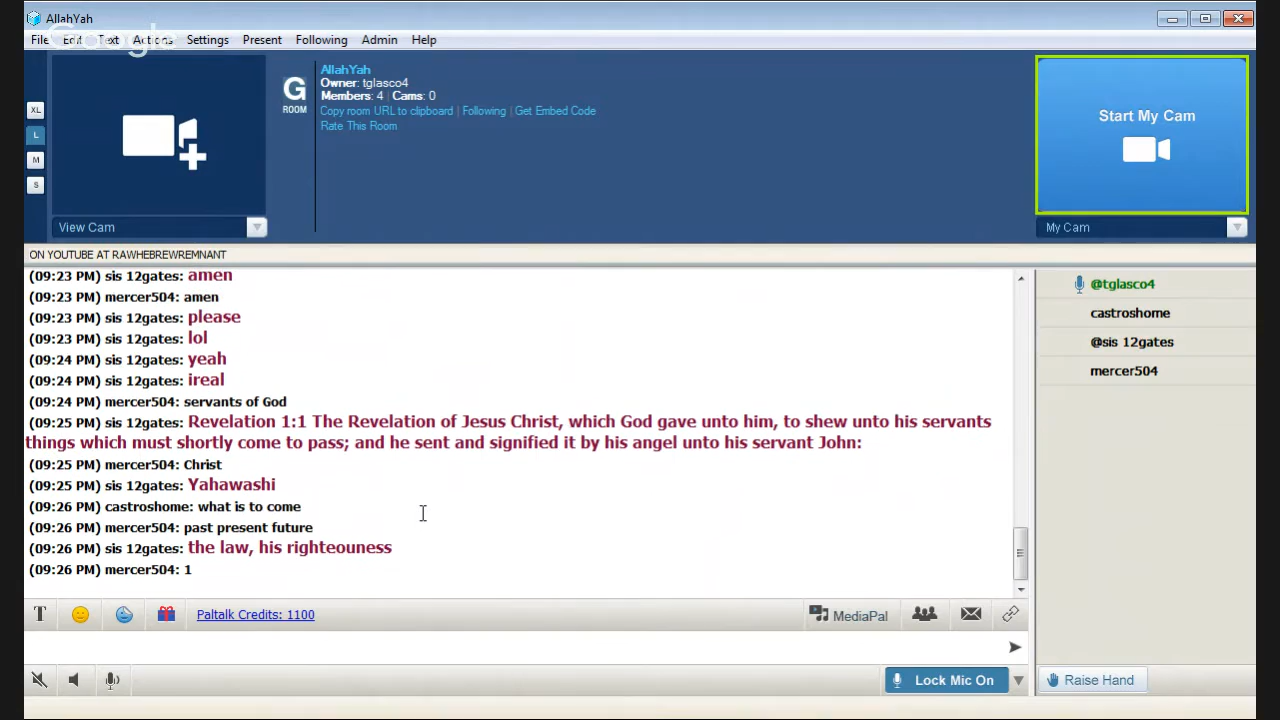 AllahYah
File Edit Text Actions Settings Present Following Admin Help
Google
XL
L
M
S
G
ROOM
AllahYah
Owner: tglasco4
Members: 4 | Cams: 0
Copy room URL to clipboard | Following | Get Embed Code
Rate This Room
Start My Cam
View Cam
My Cam
ON YOUTUBE AT RAWHEBREWREMNANT
(09:23 PM) sis 12gates: amen
(09:23 PM) mercer504: amen
(09:23 PM) sis 12gates: please
(09:23 PM) sis 12gates: lol
(09:24 PM) sis 12gates: yeah
(09:24 PM) sis 12gates: ireal
(09:24 PM) mercer504: servants of God
(09:25 PM) sis 12gates: Revelation 1:1 The Revelation of Jesus Christ, which God gave unto him, to shew unto his servants
things which must shortly come to pass; and he sent and signified it by his angel unto his servant John:
(09:25 PM) mercer504: Christ
(09:25 PM) sis 12gates: Yahawashi
(09:26 PM) castroshome: what is to come
(09:26 PM) mercer504: past present future
(09:26 PM) sis 12gates: the law, his righteouness
(09:26 PM) mercer504: 1
@tglasco4
castroshome
@sis 12gates
mercer504
T
Paltalk Credits: 1100
MediaPal
Lock Mic On
Raise Hand